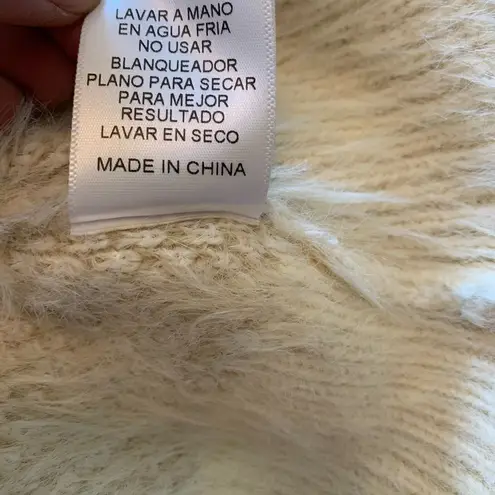 LAVAR A MANO
EN AGUA FRIA
NO USAR
BLANQUEADOR
PLANO PARA SECAR
PARA MEJOR
RESULTADO
LAVAR EN SECO
MADE IN CHINA